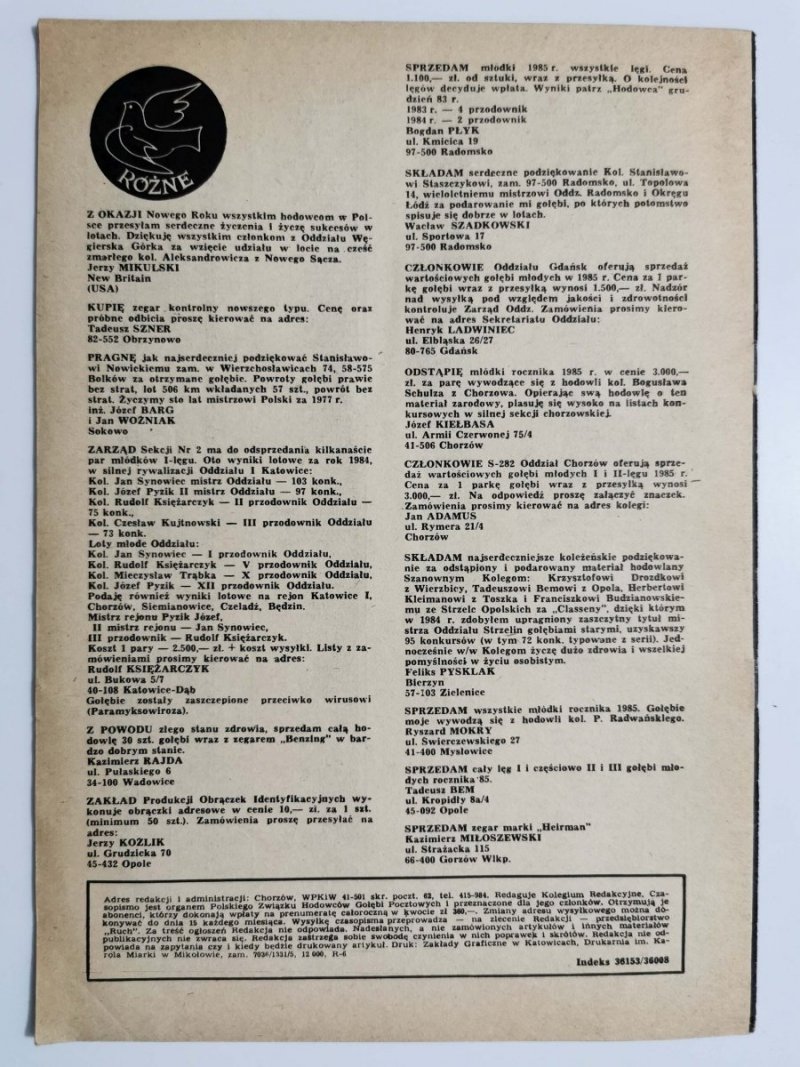 RÓŻNE
Z OKAZJI Nowego Roku wszystkim hodowcom w Pol-
sce przesyłam serdeczne życzenia i życzę sukcesów w
lotach. Dziękuję wszystkim członkom z Oddziału Wę-
gierska Górka za wzięcie udziału w locie na cześć
zmarłego kol. Aleksandrowicza z Nowego Sącza.
Jerzy MIKULSKI
New Britain
(USA)
KUPIĘ zegar kontrolny nowszego typu. Cenę oraz
próbne odbicia proszę kierować na adres:
Tadeusz SZNER
82-552 Obrzynowo
PRAGNĘ jak najserdeczniej podziękować Stanisławo-
wi Nowickiemu zam. w Wierzchosławicach 74, 58-575
Bolków za otrzymane gołębie. Powroty gołębi prawie
bez strat, lot 506 km wkładanych 57 szt., powrót bez
strat. Życzymy sto lat mistrzowi Polski za 1977 r.
inż. Józef BARG
i Jan WOŹNIAK
Sokowo
ZARZĄD Sekcji Nr 2 ma do odsprzedania kilkanaście
par młódków I-lęgu. Oto wyniki lotowe za rok 1984,
w silnej rywalizacji Oddziału I Katowice:
Kol. Jan Synowiec mistrz Oddziału — 103 konk.,
Kol. Józef Pyzik II mistrz Oddziału — 97 konk.,
Kol. Rudolf Księżarczyk — II przodownik Oddziału —
75 konk.,
Kol. Czesław Kujtnowski — III przodownik Oddziału
— 73 konk.
Loty młode Oddziału:
Kol. Jan Synowiec — I przodownik Oddziału,
Kol. Rudolf Księżarczyk — V przodownik Oddziału,
Kol. Mieczysław Trąbka — X przodownik Oddziału,
Kol. Józef Pyzik — XII przodownik Oddziału.
Podaję również wyniki lotowe na rejon Katowice I,
Chorzów, Siemianowice, Czeladź, Będzin.
Mistrz rejonu Pyzik Józef,
II mistrz rejonu — Jan Synowiec,
III przodownik — Rudolf Księżarczyk.
Koszt 1 pary — 2.500,— zł. + koszt wysyłki. Listy z za-
mówieniami prosimy kierować na adres:
Rudolf KSIĘŻARCZYK
ul. Bukowa 5/7
40-108 Katowice-Dąb
Gołębie zostały zaszczepione przeciwko wirusowi
(Paramyksowiroza).
Z POWODU złego stanu zdrowia, sprzedam całą ho-
dowlę 30 szt. gołębi wraz z zegarem „Benzing" w bar-
dzo dobrym stanie.
Kazimierz RAJDA
ul. Pułaskiego 6
34-100 Wadowice
ZAKŁAD Produkcji Obrączek Identyfikacyjnych wy-
konuje obrączki adresowe w cenie 10,— zł. za 1 szt.
(minimum 50 szt.). Zamówienia proszę przesyłać na
adres:
Jerzy KOŹLIK
ul. Grudzicka 70
45-432 Opole
SPRZEDAM młódki 1985 r. wszystkie lęgi. Cena
1.100,— zł. od sztuki, wraz z przesyłką. O kolejności
lęgów decyduje wpłata. Wyniki patrz „Hodowca" gru-
dzień 83 r.
1983 r. — 4 przodownik
1984 r. — 2 przodownik
Bogdan PŁYK
ul. Kmicica 19
97-500 Radomsko
SKŁADAM serdeczne podziękowanie Kol. Stanisławo-
wi Staszczykowi, zam. 97-500 Radomsko, ul. Topolowa
14, wieloletniemu mistrzowi Oddz. Radomsko i Okręgu
Łódź za podarowanie mi gołębi, po których potomstwo
spisuje się dobrze w lotach.
Wacław SZADKOWSKI
ul. Sportowa 17
97-500 Radomsko
CZŁONKOWIE Oddziału Gdańsk oferują sprzedaż
wartościowych gołębi młodych w 1985 r. Cena za 1 par-
kę gołębi wraz z przesyłką wynosi 1.500,— zł. Nadzór
nad wysyłką pod względem jakości i zdrowotności
kontroluje Zarząd Oddz. Zamówienia prosimy kiero-
wać na adres Sekretariatu Oddziału:
Henryk LADWINIEC
ul. Elbląska 26/27
80-765 Gdańsk
ODSTĄPIĘ młódki rocznika 1985 r. w cenie 3.000,—
zł. za parę wywodzące się z hodowli kol. Bogusława
Schulza z Chorzowa. Opierając swą hodowlę o ten
materiał zarodowy, plasuję się wysoko na listach kon-
kursowych w silnej sekcji chorzowskiej.
Józef KIEŁBASA
ul. Armii Czerwonej 75/4
41-506 Chorzów
CZŁONKOWIE S-282 Oddział Chorzów oferują sprze-
daż wartościowych gołębi młodych I i II-lęgu 1985 r.
Cena za 1 parkę gołębi wraz z przesyłką wynosi
3.000,— zł. Na odpowiedź proszę załączyć znaczek.
Zamówienia prosimy kierować na adres kolegi:
Jan ADAMUS
ul. Rymera 21/4
Chorzów
SKŁADAM najserdeczniejsze koleżeńskie podziękowa-
nie za odstąpiony i podarowany materiał hodowlany
Szanownym Kolegom: Krzysztofowi Drozdkowi
z Wierzbicy, Tadeuszowi Bemowi z Opola, Herbertowi
Kleimanowi z Toszka i Franciszkowi Budzianowskie-
mu ze Strzelc Opolskich za „Classeny", dzięki którym
w 1984 r. zdobyłem upragniony zaszczytny tytuł mi-
strza Oddziału Strzelin gołębiami starymi, uzyskawszy
95 konkursów (w tym 72 konk. typowane z serii). Jed-
nocześnie w/w Kolegom życzę dużo zdrowia i wszelkiej
pomyślności w życiu osobistym.
Feliks PYSKLAK
Bierzyn
57-103 Zielenice
SPRZEDAM wszystkie młódki rocznika 1985. Gołębie
moje wywodzą się z hodowli kol. P. Radwańskiego.
Ryszard MOKRY
ul. Świerczewskiego 27
41-400 Mysłowice
SPRZEDAM cały lęg I i częściowo II i III gołębi mło-
dych rocznika 85.
Tadeusz BEM
ul. Kropidły 8a/4
45-092 Opole
SPRZEDAM zegar marki „Heirman"
Kazimierz MIŁOSZEWSKI
ul. Strażacka 115
66-400 Gorzów Wlkp.
Adres redakcji i administracji: Chorzów, WPKiW 41-501 skr. poczt. 63, tel. 415-984. Redaguje Kolegium Redakcyjne. Cza-
sopismo jest organem Polskiego Związku Hodowców Gołębi Pocztowych i przeznaczone dla jego członków. Otrzymują je
abonenci, którzy dokonają wpłaty na prenumeratę całoroczną w kwocie zł 360,—. Zmiany adresu wysyłkowego można do-
konywać do dnia 15 każdego miesiąca. Wysyłkę czasopisma przeprowadza — na zlecenie Redakcji — przedsiębiorstwo
„Ruch". Za treść ogłoszeń Redakcja nie odpowiada. Nadesłanych, a nie zamówionych artykułów i innych materiałów
publikacyjnych nie zwraca się. Redakcja zastrzega sobie swobodę czynienia w nich poprawek i skrótów. Redakcja nie od-
powiada na zapytania czy i kiedy będzie drukowany artykuł. Druk: Zakłady Graficzne w Katowicach, Drukarnia im. Ka-
rola Miarki w Mikołowie, zam. 7036/1331/5, 12 000, R-6
Indeks 36153/36008